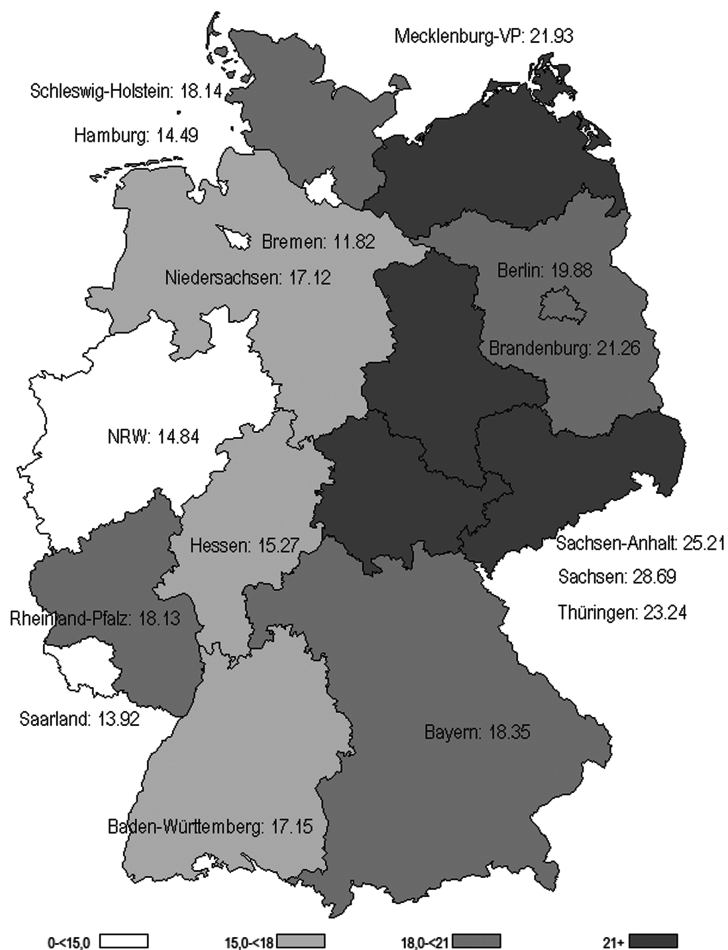 Mecklenburg-VP: 21.93
Schleswig-Holstein: 18.14
Hamburg: 14.49
Bremen: 11.82
Niedersachsen: 17.12
Berlin: 19.88
Brandenburg: 21.26
NRW: 14.84
Hessen: 15.27
Sachsen-Anhalt: 25.21
Sachsen: 28.69
Thüringen: 23.24
Rheinland-Pfalz: 18.13
Saarland: 13.92
Bayern: 18.35
Baden-Württemberg: 17.15
0-<15,0 15,0-<18 18,0-<21 21+